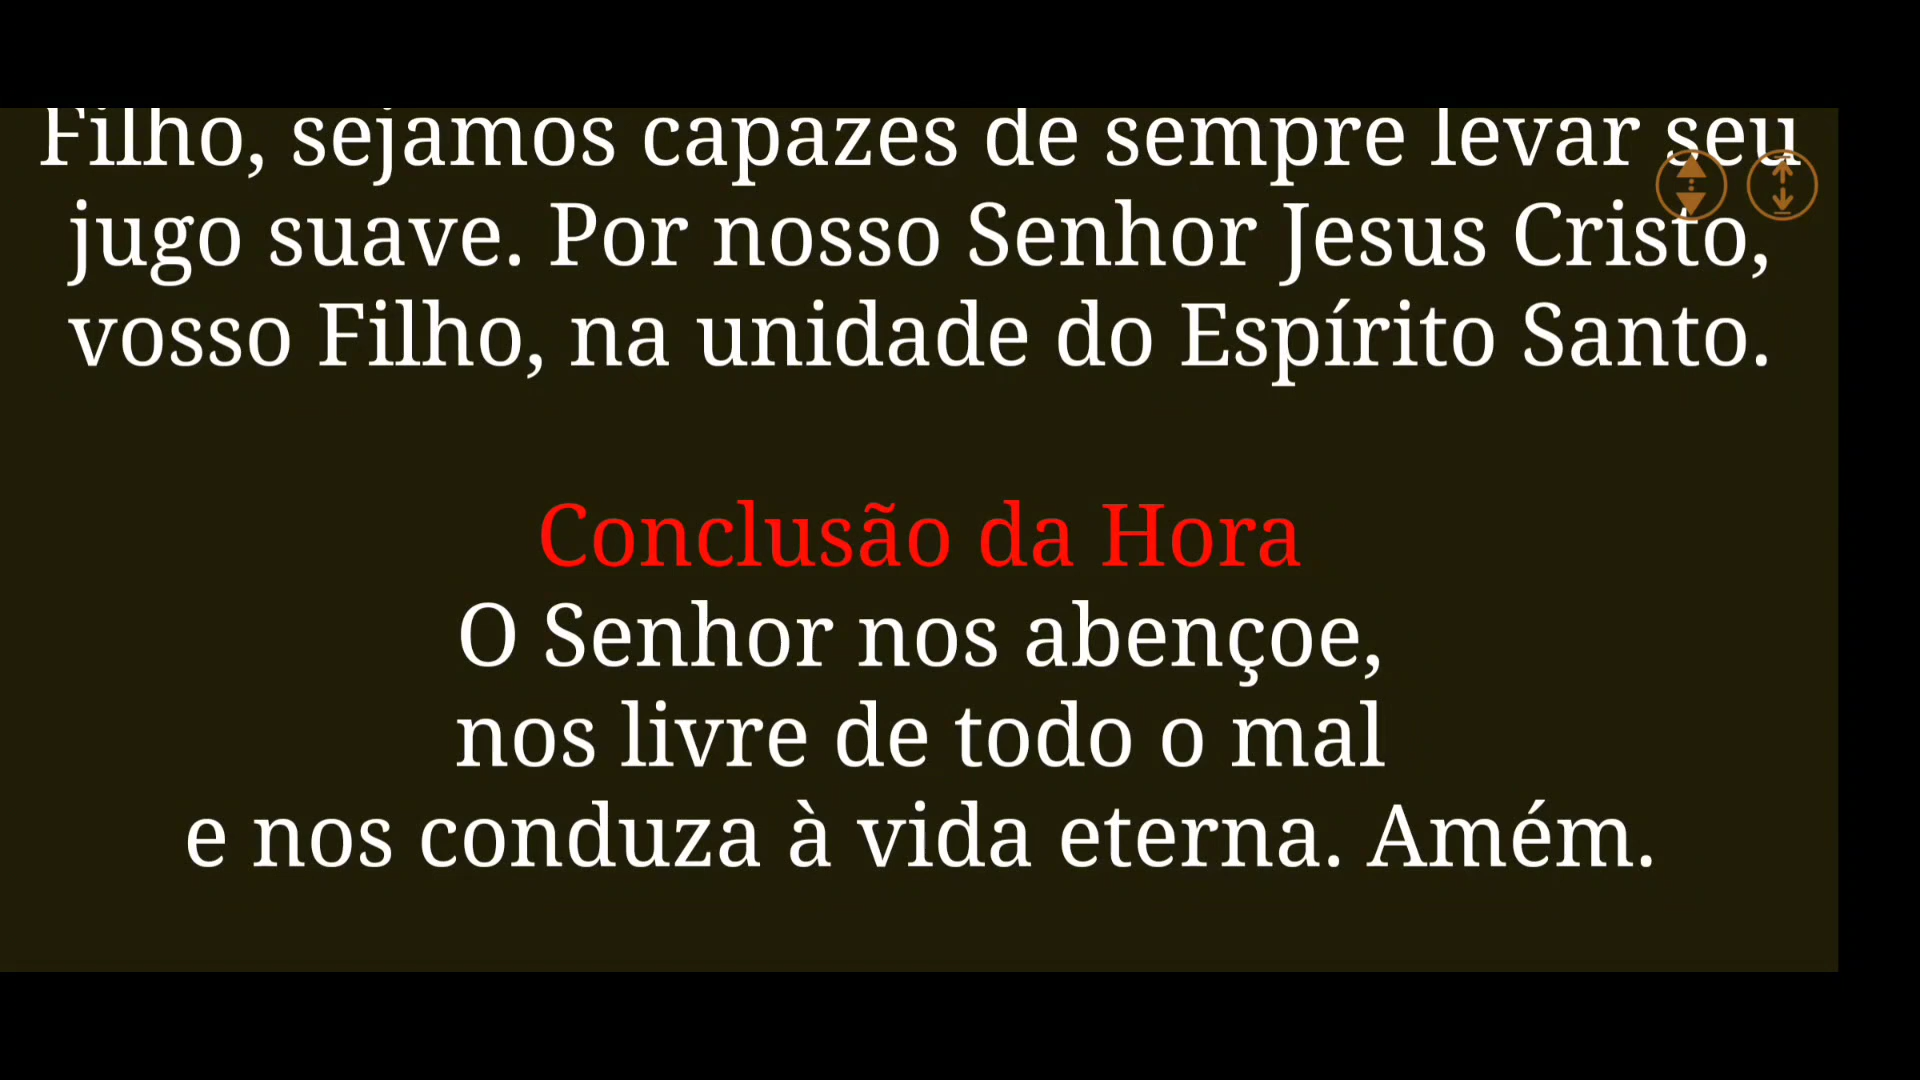 Filho, sejamos capazes de sempre levar seu
jugo suave. Por nosso Senhor Jesus Cristo,
vosso Filho, na unidade do Espírito Santo.
Conclusão da Hora
O Senhor nos abençoe,
nos livre de todo o mal
e nos conduza à vida eterna. Amém.